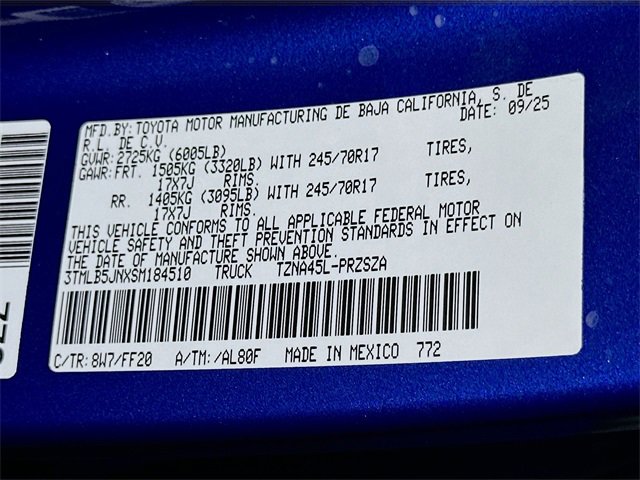 MFD.BY:TOYOTA MOTOR MANUFACTURING DE BAJA CALIFORNIA, S. DE
R.L. DE C.V. DATE: 09/25
GVWR:2725KG (6005LB)
GAWR:FRT. 1505KG (3320LB) WITH 245/70R17 TIRES,
17X7J RIMS.
RR. 1405KG (3095LB) WITH 245/70R17 TIRES,
17X7J RIMS.
THIS VEHICLE CONFORMS TO ALL APPLICABLE FEDERAL MOTOR
VEHICLE SAFETY AND THEFT PREVENTION STANDARDS IN EFFECT ON
THE DATE OF MANUFACTURE SHOWN ABOVE.
3TMLB5JNXSM184510 TRUCK TZNA45L-PRZSZA
C/TR:8W7/FF20 A/TM:/AL80F MADE IN MEXICO 772